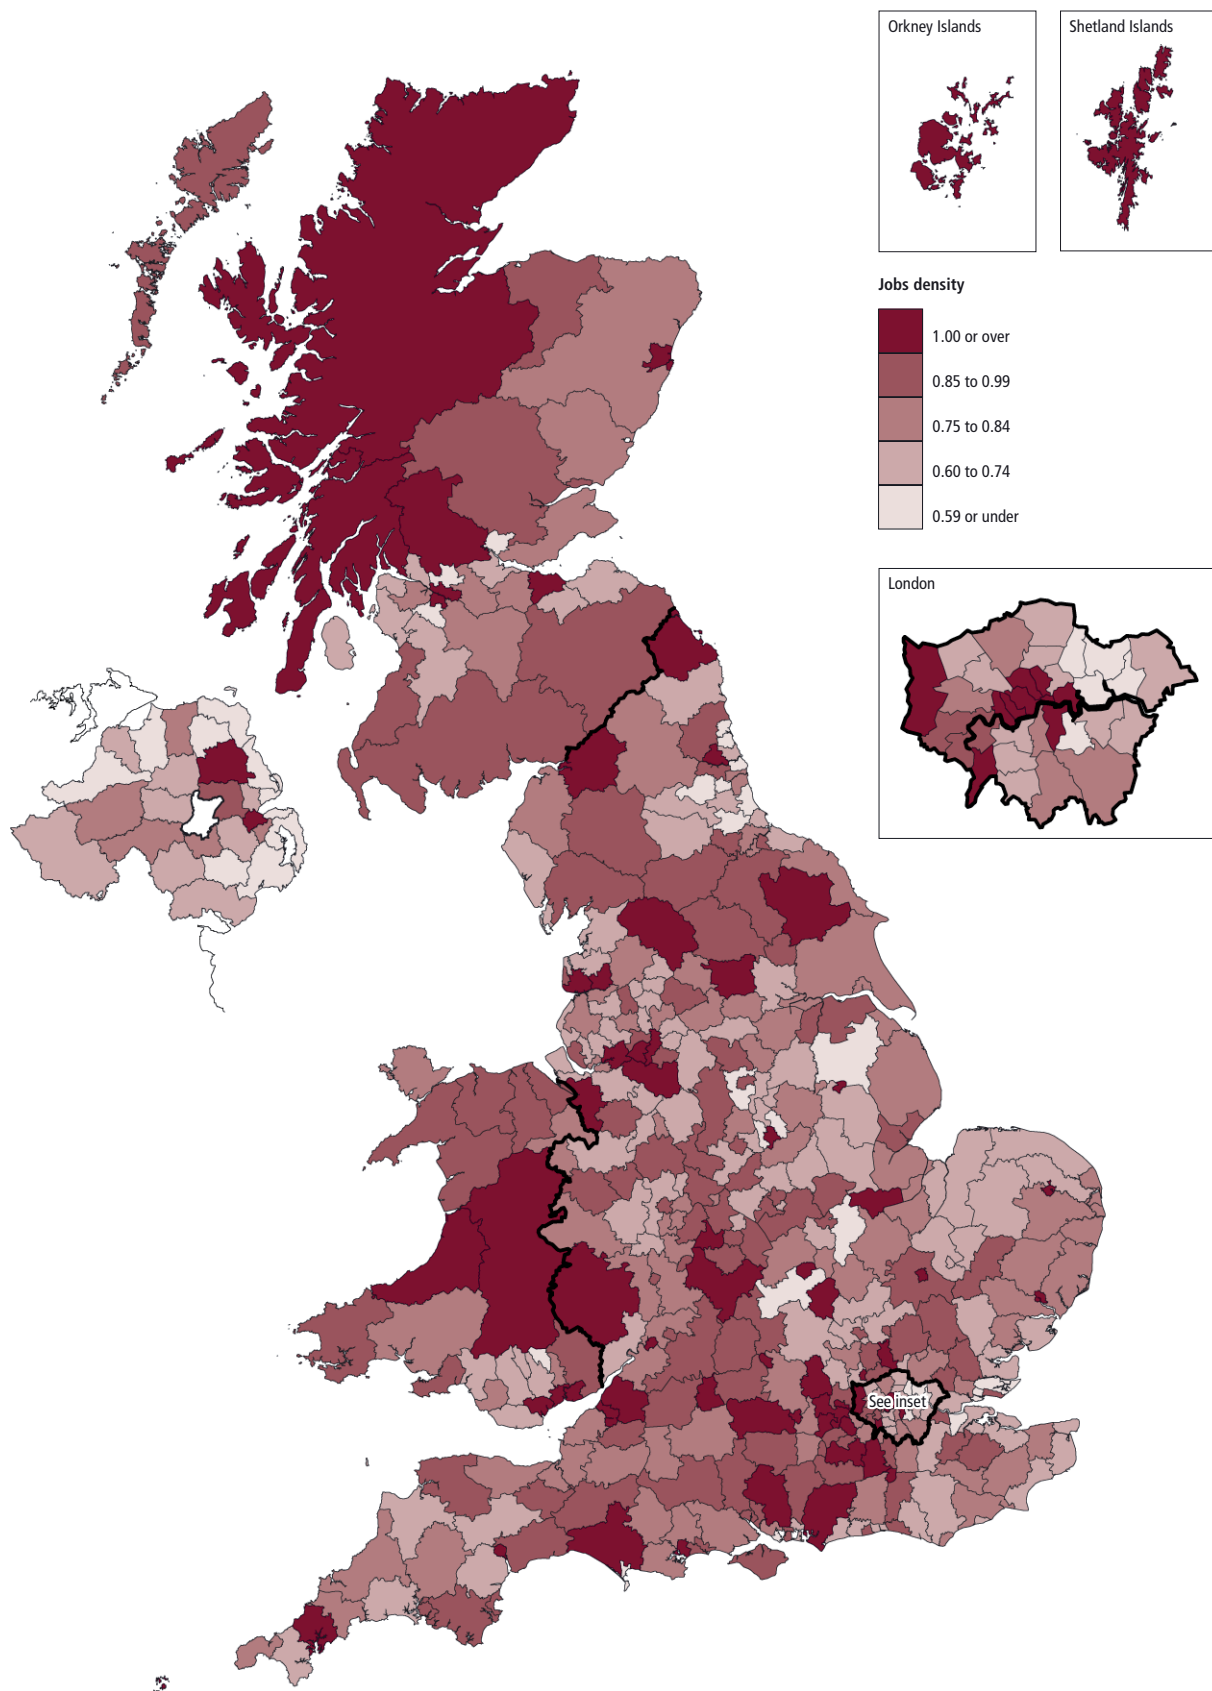 Orkney Islands
Shetland Islands
Jobs density
1.00 or over
0.85 to 0.99
0.75 to 0.84
0.60 to 0.74
0.59 or under
London
See inset